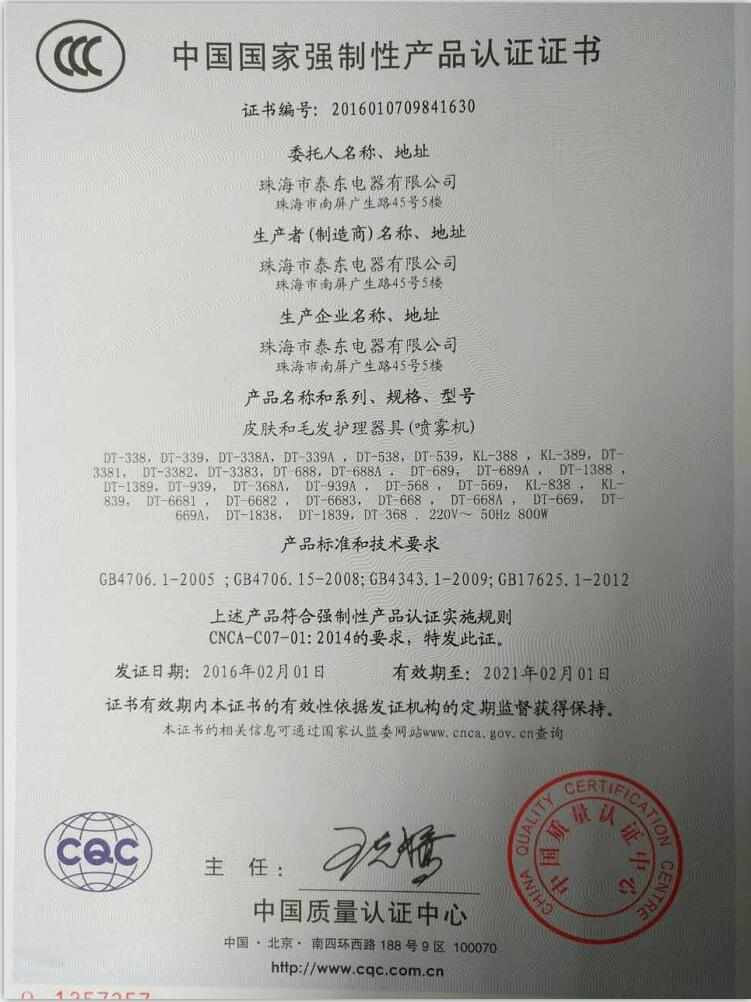 CCC
中国国家强制性产品认证证书
证书编号: 2016010709841630
委托人名称、地址
珠海市泰东电器有限公司
珠海市南屏广生路45号5楼
生产者(制造商)名称、地址
珠海市泰东电器有限公司
珠海市南屏广生路45号5楼
生产企业名称、地址
珠海市泰东电器有限公司
珠海市南屏广生路45号5楼
产品名称和系列、规格、型号
皮肤和毛发护理器具(喷雾机)
DT-338, DT-339, DT-338A, DT-339A , DT-538, DT-539, KL-388 , KL-389, DT-
3381, DT-3382, DT-3383, DT-688, DT-688A . DT-689, DT-689A , DT-1388 ,
DT-1389, DT-939, DT-368A, DT-939A . DT-568 , DT-569, KL-838 , KL-
839, DT-6681 , DT-6682 , DT-6683, DT-668 , DT-668A , DT-669, DT-
669A, DT-1838, DT-1839, DT-368 . 220V~ 50Hz 800W
产品标准和技术要求
GB4706.1-2005 ;GB4706.15-2008;GB4343.1-2009;GB17625.1-2012
上述产品符合强制性产品认证实施规则
CNCA-C07-01:2014的要求, 特发此证。
发证日期: 2016年02月01日 有效期至: 2021年02月01日
证书有效期内本证书的有效性依据发证机构的定期监督获得保持。
本证书的相关信息可通过国家认监委网站www.cnca.gov.cn查询
CHINA QUALITY CERTIFICATION CENTRE
中国质量认证中心
CQC
主 任:
中国质量认证中心
中国·北京·南四环西路 188 号 9 区 100070
http://www.cqc.com.cn